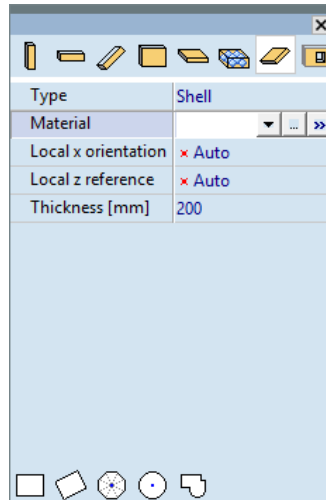 Type Shell
Material ... »
Local x orientation × Auto
Local z reference × Auto
Thickness [mm] 200